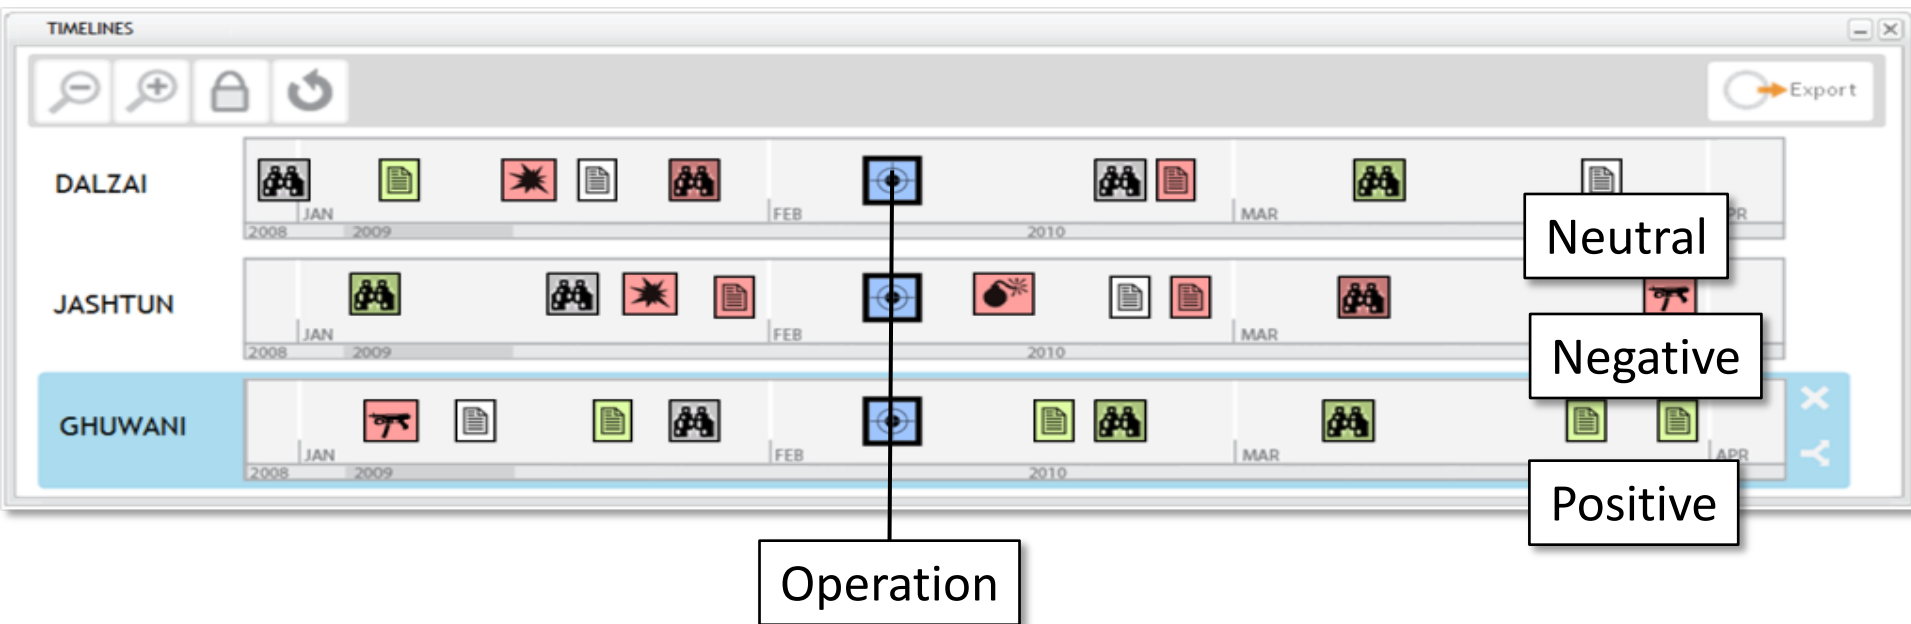 TIMELINES
Export
DALZAI
JAN
FEB
MAR
2008
2009
2010
Neutral
JASHTUN
JAN
FEB
MAR
2008
2009
2010
Negative
GHUWANI
JAN
FEB
MAR
APR
2008
2009
2010
Positive
Operation